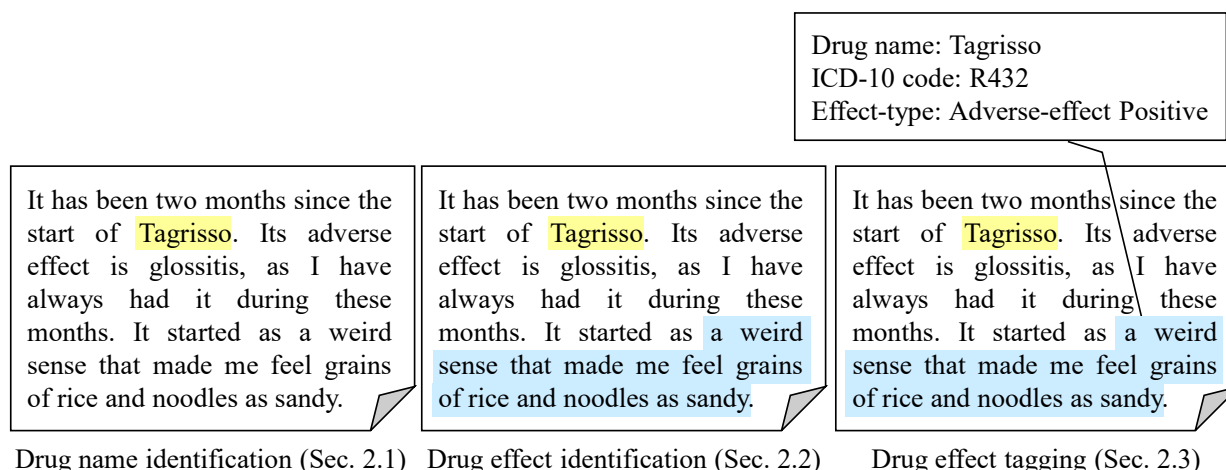 Drug name: Tagrisso
ICD-10 code: R432
Effect-type: Adverse-effect Positive
It has been two months since the
start of Tagrisso. Its adverse
effect is glossitis, as I have
always had it during these
months. It started as a weird
sense that made me feel grains
of rice and noodles as sandy.
Drug name identification (Sec. 2.1)
It has been two months since the
start of Tagrisso. Its adverse
effect is glossitis, as I have
always had it during these
months. It started as a weird
sense that made me feel grains
of rice and noodles as sandy.
Drug effect identification (Sec. 2.2)
It has been two months since the
start of Tagrisso. Its adverse
effect is glossitis, as I have
always had it during these
months. It started as a weird
sense that made me feel grains
of rice and noodles as sandy.
Drug effect tagging (Sec. 2.3)